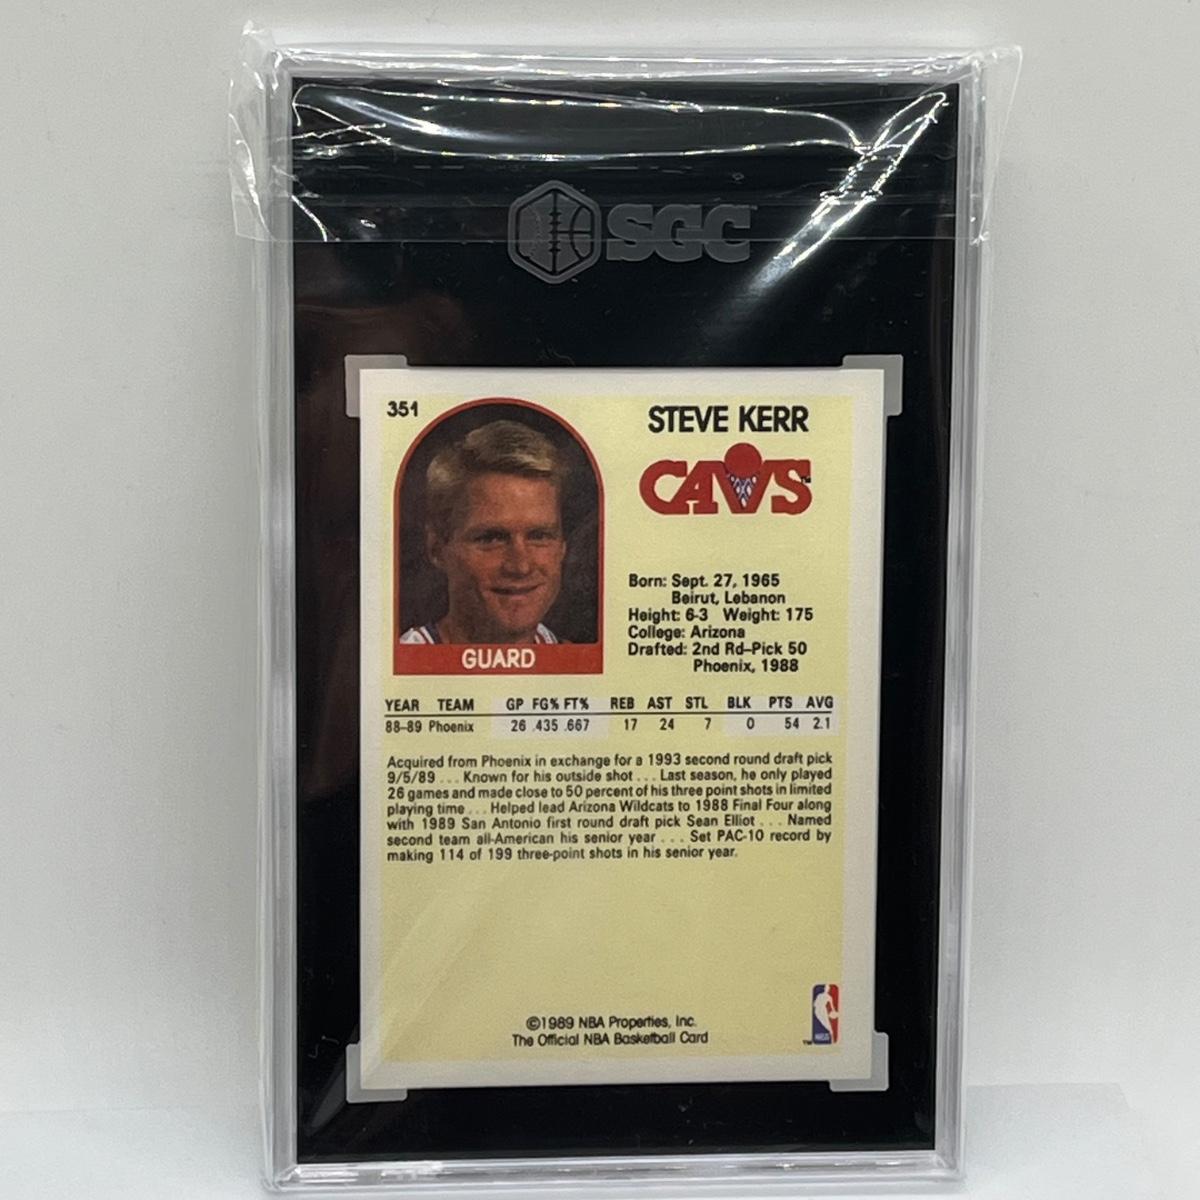 SGC
351
STEVE KERR
CAVS
Born: Sept. 27, 1965
Beirut, Lebanon
Height: 6-3 Weight: 175
College: Arizona
Drafted: 2nd Rd–Pick 50
Phoenix, 1988
GUARD
YEAR TEAM GP FG% FT% REB AST STL BLK PTS AVG
88-89 Phoenix 26 .435 .667 17 24 7 0 54 2.1
Acquired from Phoenix in exchange for a 1993 second round draft pick
9/5/89 ... Known for his outside shot ... Last season, he only played
26 games and made close to 50 percent of his three point shots in limited
playing time ... Helped lead Arizona Wildcats to 1988 Final Four along
with 1989 San Antonio first round draft pick Sean Elliot ... Named
second team all-American his senior year ... Set PAC-10 record by
making 114 of 199 three-point shots in his senior year.
©1989 NBA Properties, Inc.
The Official NBA Basketball Card
NBA